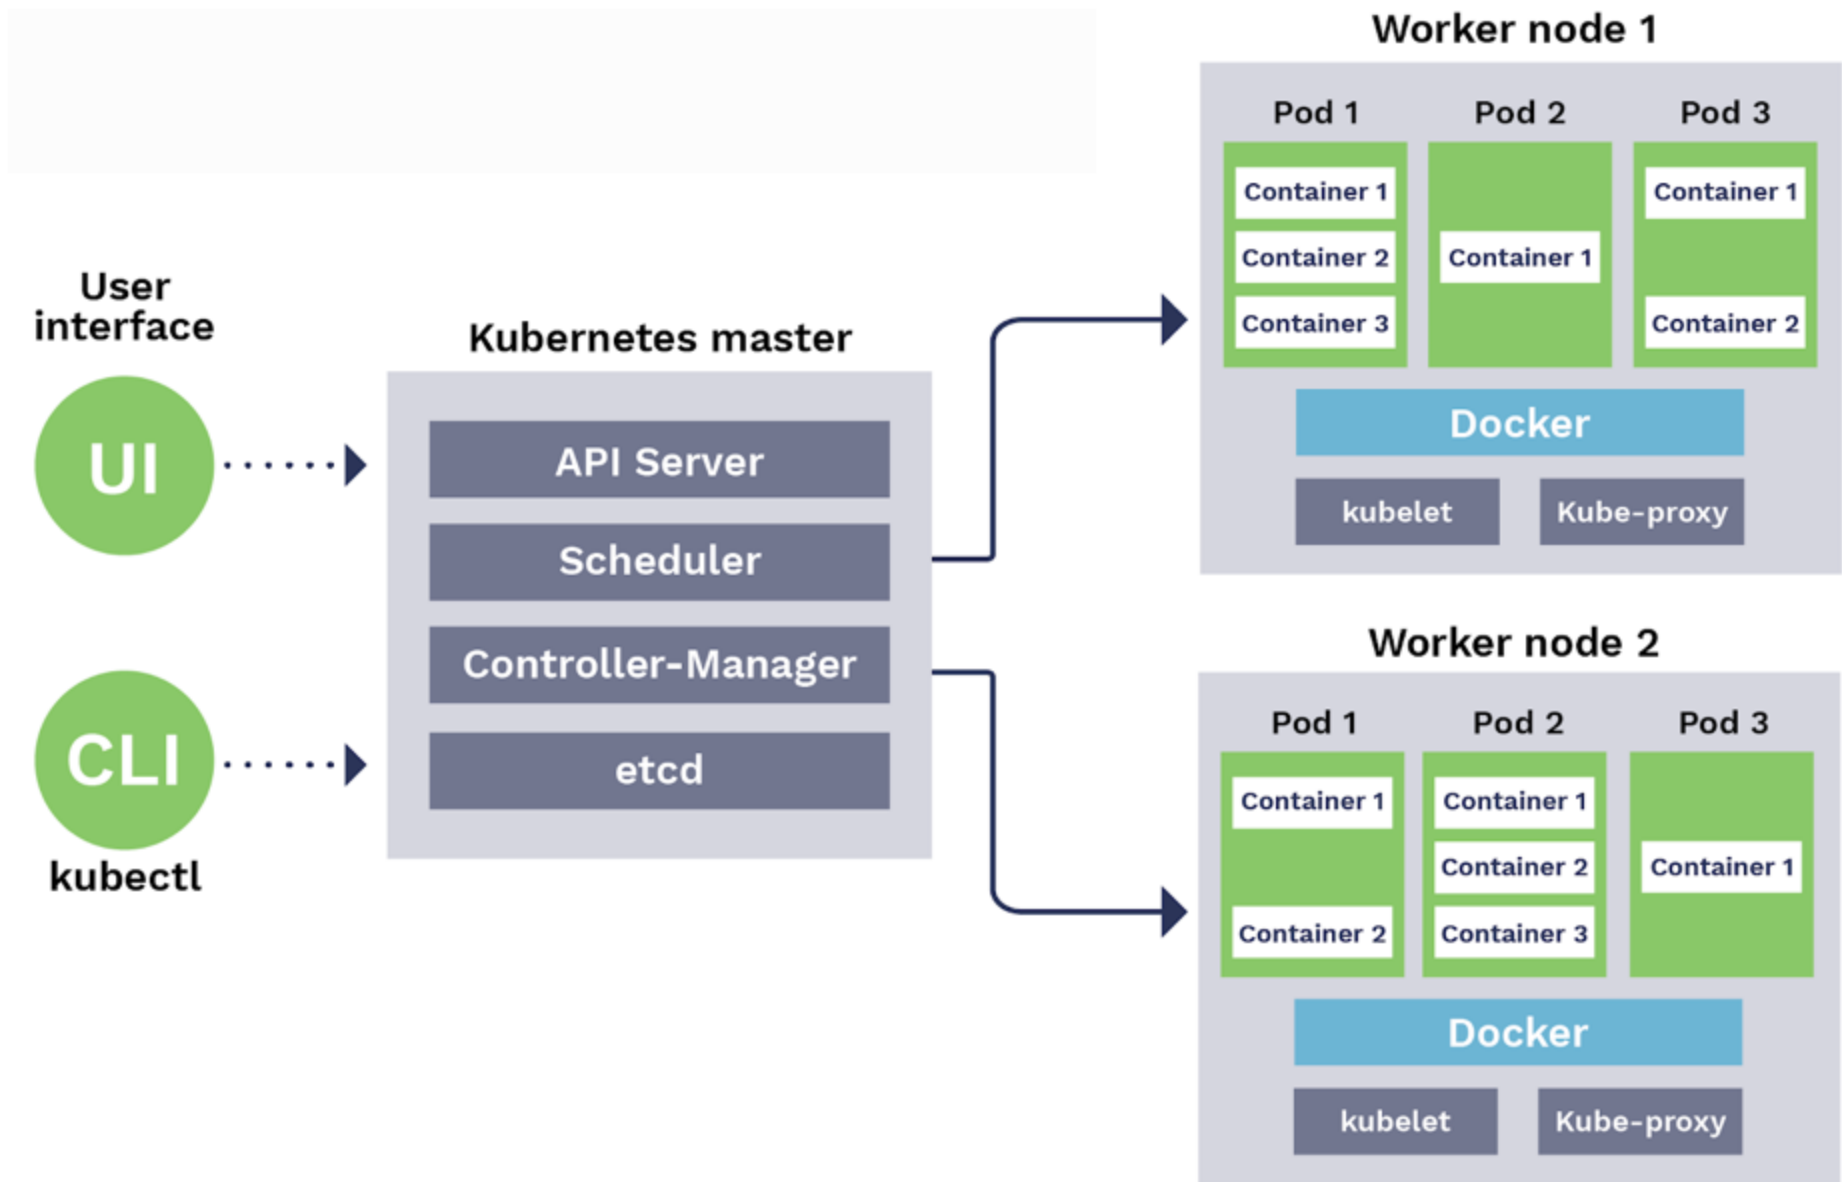 User
interface
UI
CLI
kubectl
Kubernetes master
API Server
Scheduler
Controller-Manager
etcd
Worker node 1
Pod 1
Pod 2
Pod 3
Container 1
Container 2
Container 3
Container 1
Container 1
Container 2
Docker
kubelet
Kube-proxy
Worker node 2
Pod 1
Pod 2
Pod 3
Container 1
Container 2
Container 1
Container 2
Container 3
Container 1
Docker
kubelet
Kube-proxy